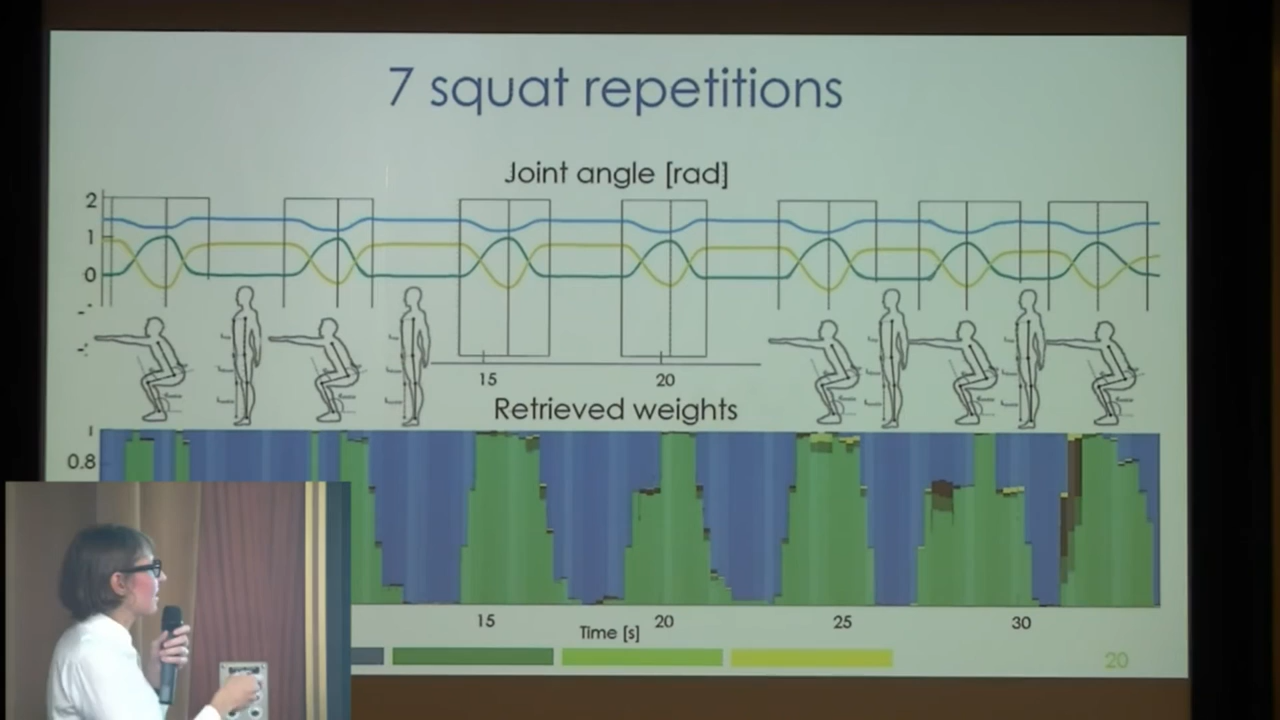 7 squat repetitions
Joint angle [rad]
2
1
0
15 20
Retrieved weights
1
0.8
15 20 25 30
Time [s]
20